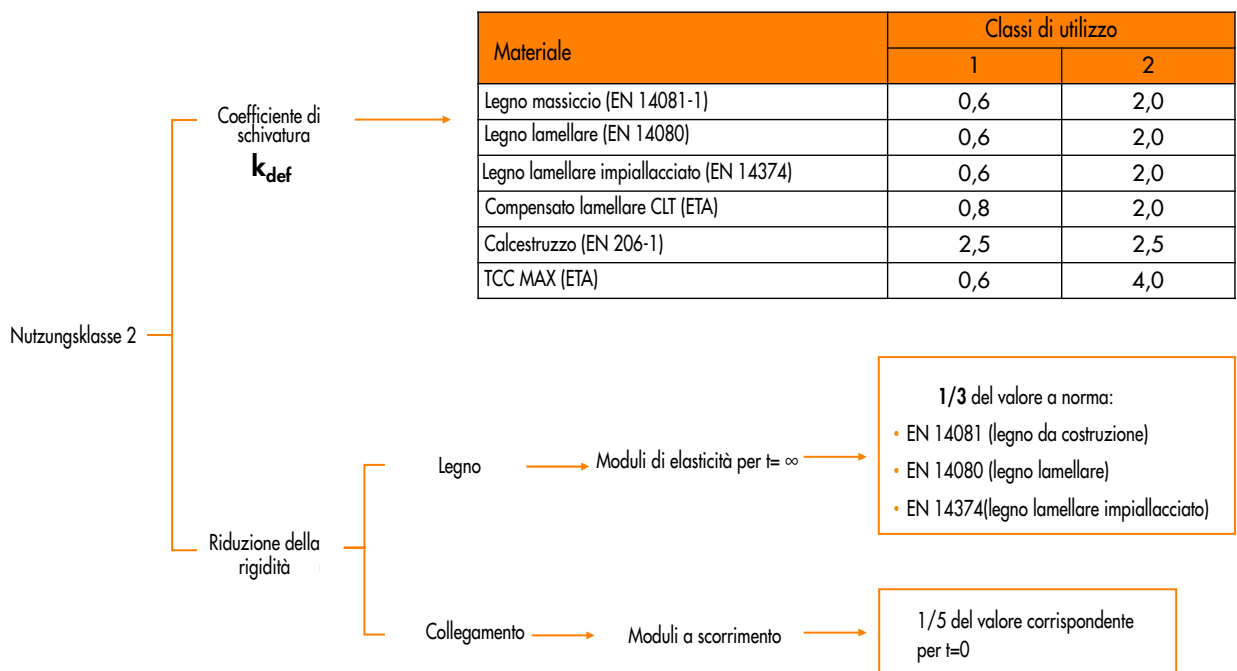 Materiale
Classi di utilizzo
1 2
Legno massiccio (EN 14081-1) 0,6 2,0
Legno lamellare (EN 14080) 0,6 2,0
Legno lamellare impiallacciato (EN 14374) 0,6 2,0
Compensato lamellare CLT (ETA) 0,8 2,0
Calcestruzzo (EN 206-1) 2,5 2,5
TCC MAX (ETA) 0,6 4,0
Coefficiente di
schivatura
kdef
Nutzungsklasse 2
Riduzione della
rigidità
Legno
Moduli di elasticità per t= ∞
1/3 del valore a norma:
• EN 14081 (legno da costruzione)
• EN 14080 (legno lamellare)
• EN 14374(legno lamellare impiallacciato)
Collegamento
Moduli a scorrimento
1/5 del valore corrispondente
per t=0